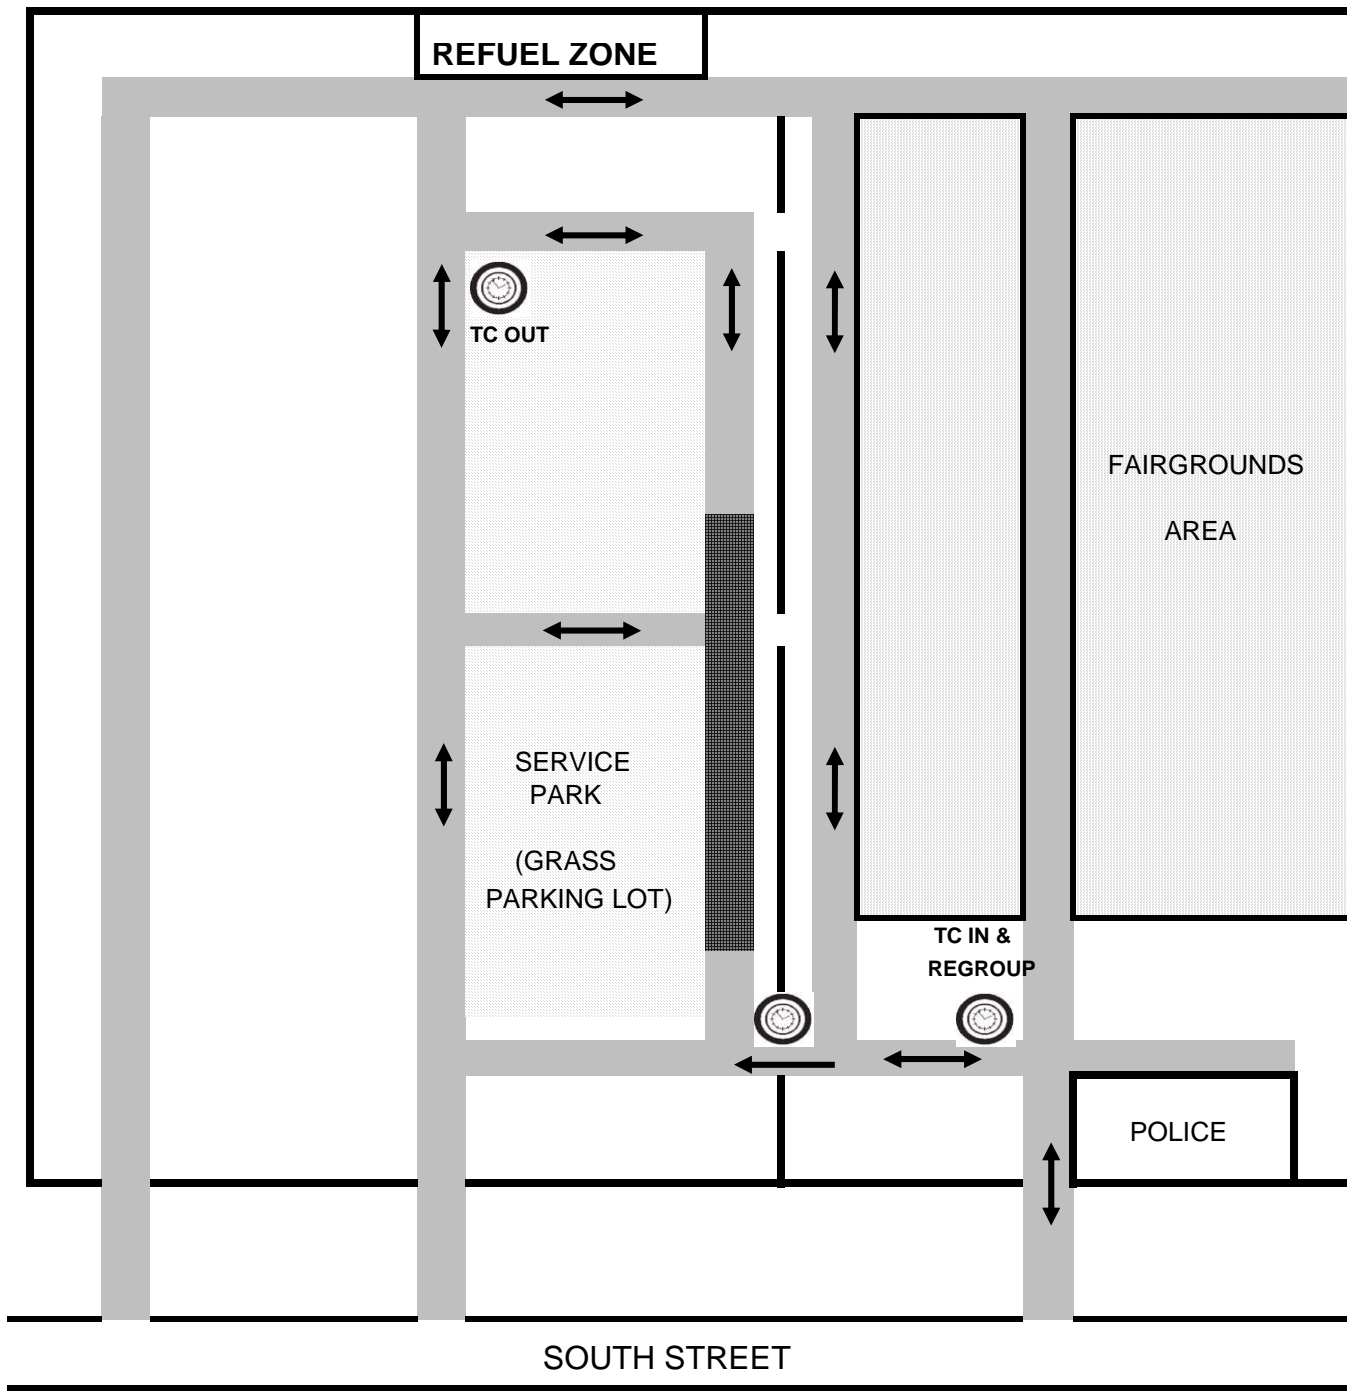 REFUEL ZONE
TC OUT
FAIRGROUNDS
AREA
SERVICE
PARK
(GRASS
PARKING LOT)
TC IN &
REGROUP
POLICE
SOUTH STREET